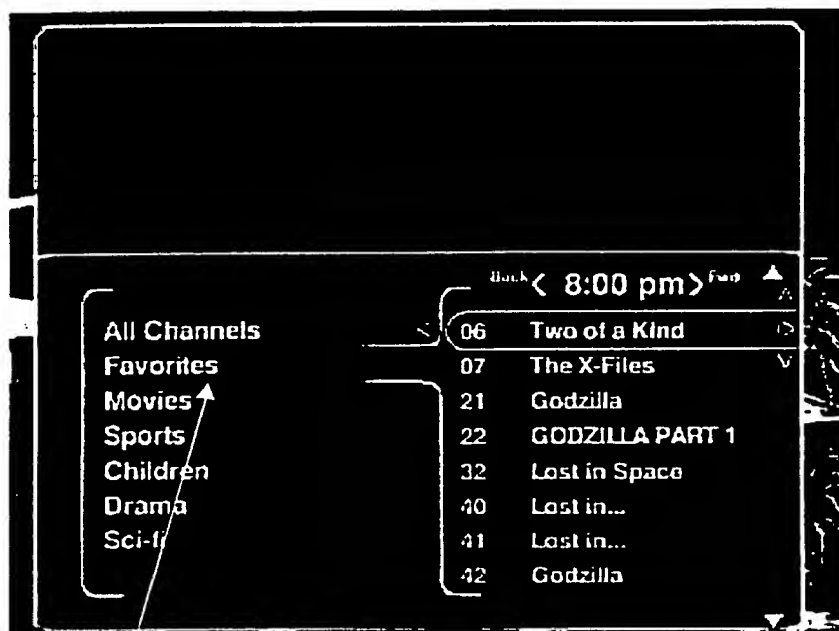 Back < 8:00 pm > Fwd
All Channels
Favorites
Movies
Sports
Children
Drama
Sci-fi
06 Two of a Kind
07 The X-Files
21 Godzilla
22 GODZILLA PART 1
32 Lost in Space
40 Lost in...
41 Lost in...
42 Godzilla